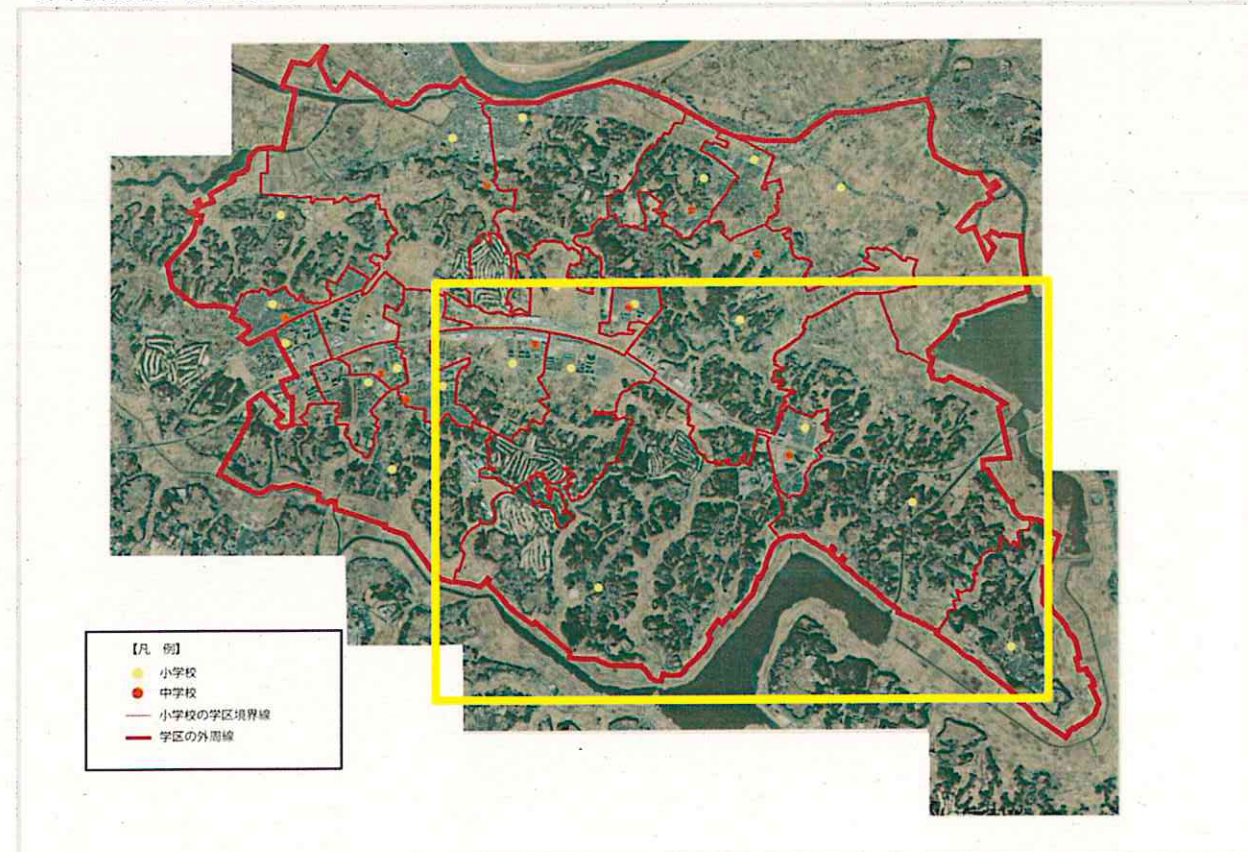 【凡 例】
小学校
中学校
小学校の学区境界線
学区の外周線